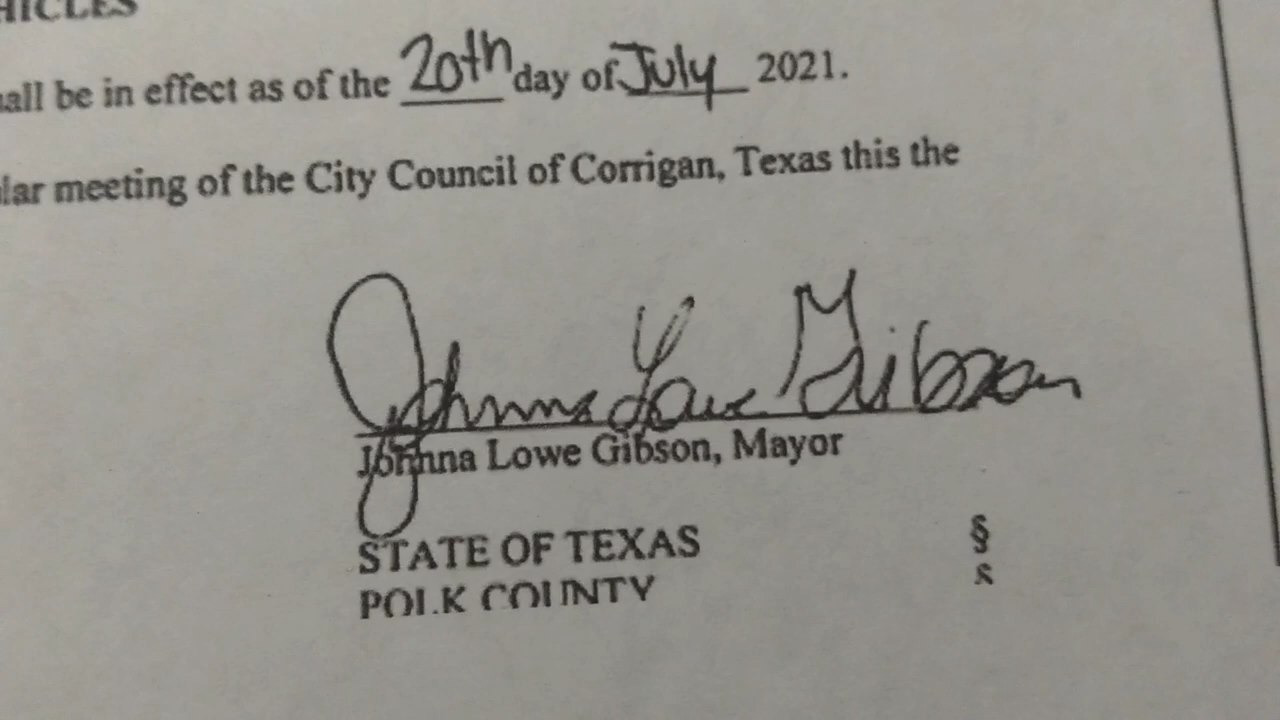 HICLES
all be in effect as of the 20th day of July 2021.
lar meeting of the City Council of Corrigan, Texas this the
Johnna Lowe Gibson
Johnna Lowe Gibson, Mayor
STATE OF TEXAS §
POLK COUNTY §